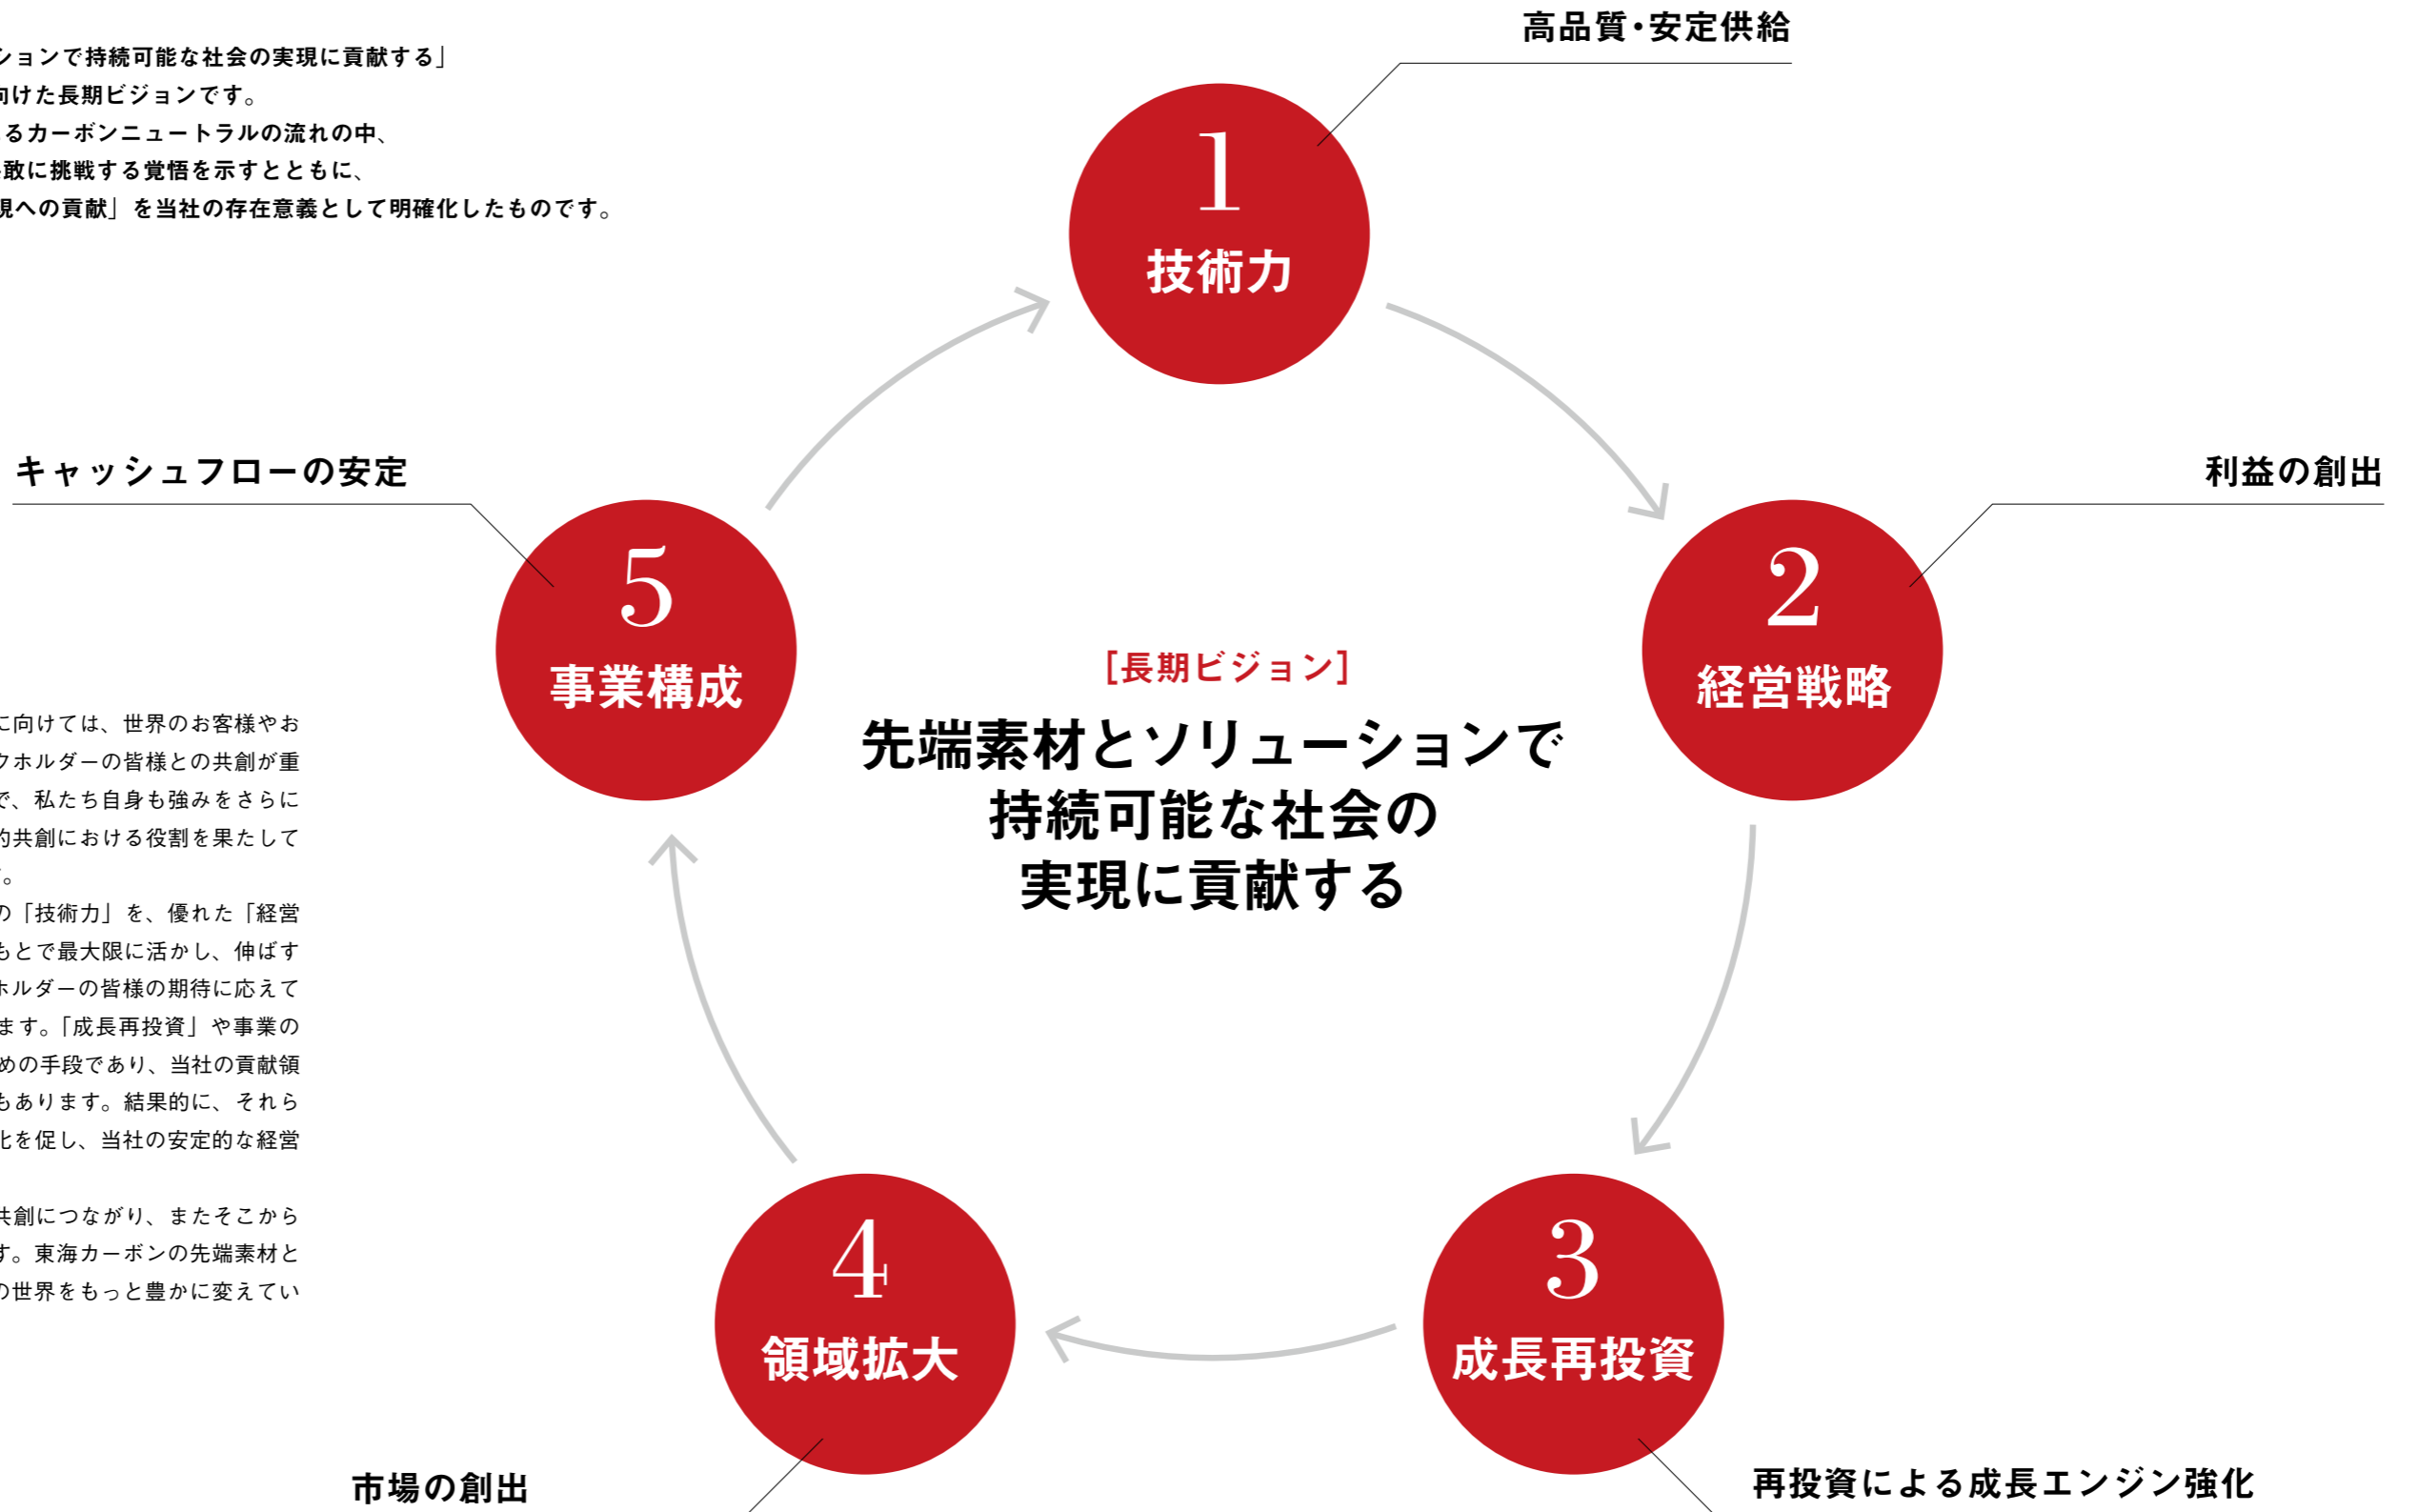 ションで持続可能な社会の実現に貢献する」
向けた長期ビジョンです。
るカーボンニュートラルの流れの中、
敢に挑戦する覚悟を示すとともに、
現への貢献」を当社の存在意義として明確化したものです。
高品質・安定供給
1
技術力
キャッシュフローの安定
利益の創出
5
事業構成
2
経営戦略
[長期ビジョン]
先端素材とソリューションで
持続可能な社会の
実現に貢献する
に向けては、世界のお客様やお
クホルダーの皆様との共創が重
で、私たち自身も強みをさらに
的共創における役割を果たして
。
の「技術力」を、優れた「経営
もとで最大限に活かし、伸ばす
ホルダーの皆様の期待に応えて
ます。「成長再投資」や事業の
めの手段であり、当社の貢献領
もあります。結果的に、それら
化を促し、当社の安定的な経営
共創につながり、またそこから
す。東海カーボンの先端素材と
の世界をもっと豊かに変えてい
4
領域拡大
3
成長再投資
市場の創出
再投資による成長エンジン強化